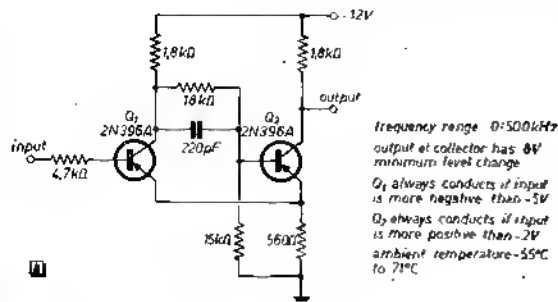 -12V
1,8kΩ
1,8kΩ
Q₁
2N396A
18kΩ
Q₂
2N396A
output
input
4,7kΩ
220pF
15kΩ
560Ω
frequency range 0÷500kHz
output at collector has 8V
minimum level change
Q₁ always conducts if input
is more negative than -5V
Q₂ always conducts if input
is more positive than -2V
ambient temperature -55°C
to 71°C